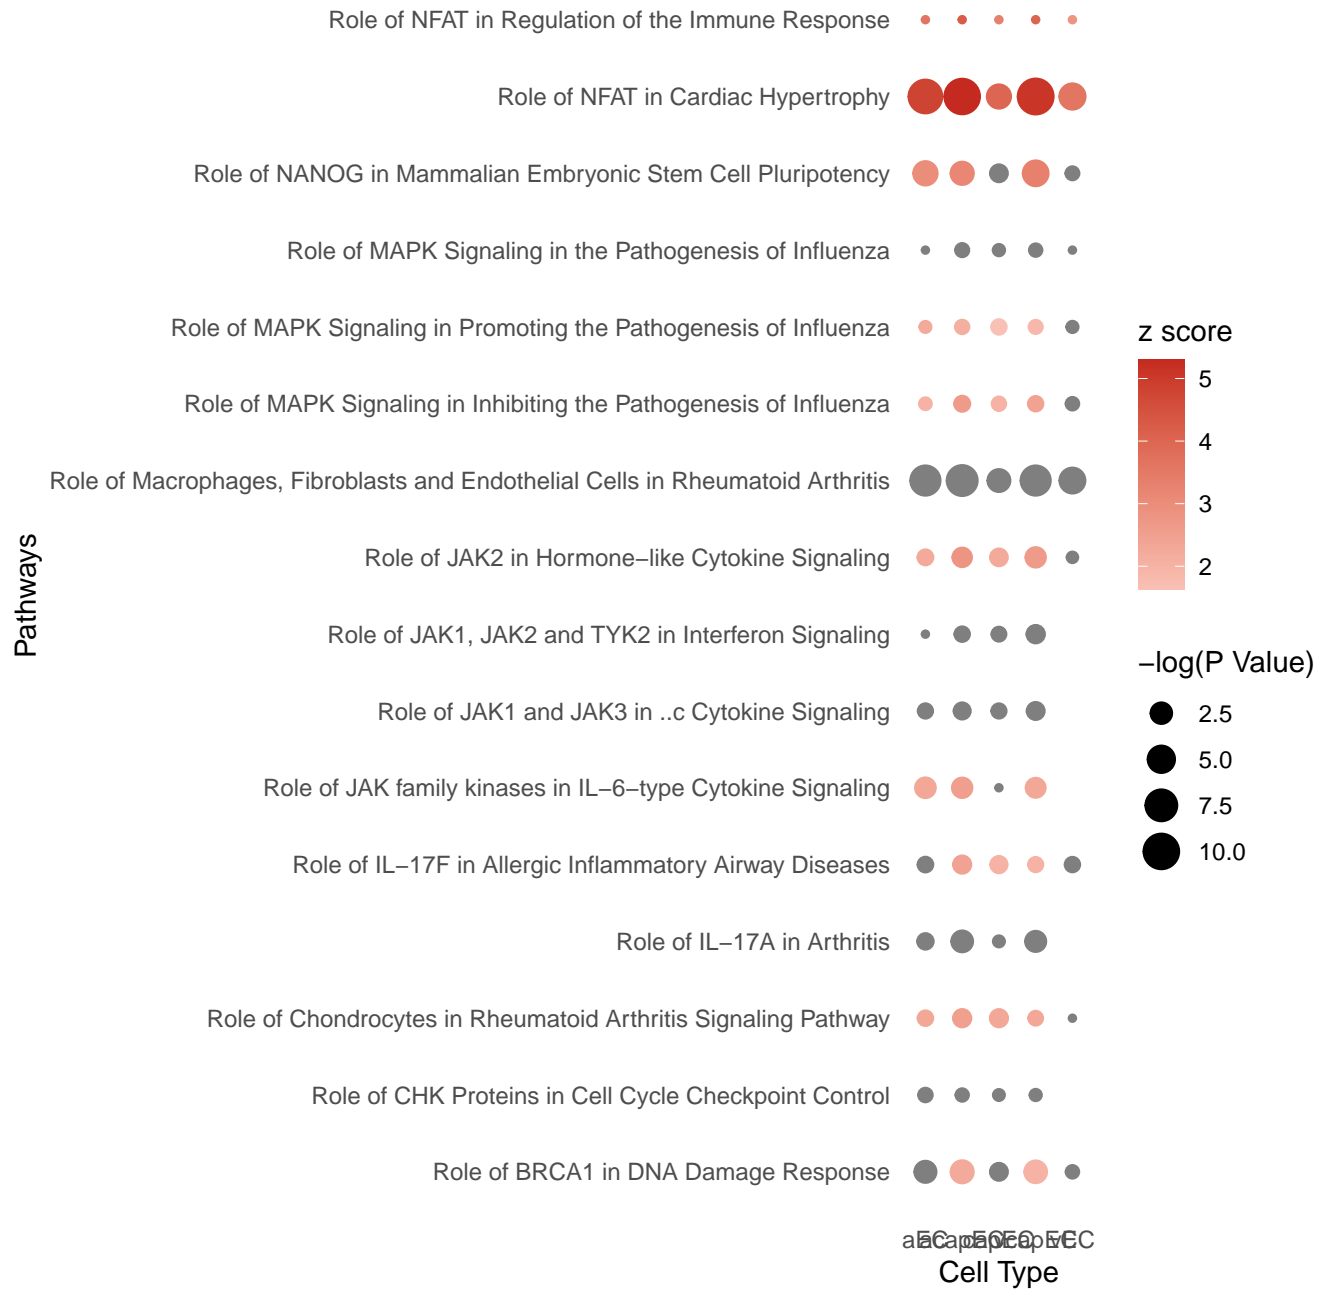 Role of NFAT in Regulation of the Immune Response
Role of NFAT in Cardiac Hypertrophy
Role of NANOG in Mammalian Embryonic Stem Cell Pluripotency
Role of MAPK Signaling in the Pathogenesis of Influenza
Role of MAPK Signaling in Promoting the Pathogenesis of Influenza
Role of MAPK Signaling in Inhibiting the Pathogenesis of Influenza
Role of Macrophages, Fibroblasts and Endothelial Cells in Rheumatoid Arthritis
Role of JAK2 in Hormone−like Cytokine Signaling
Role of JAK1, JAK2 and TYK2 in Interferon Signaling
Role of JAK1 and JAK3 in ..c Cytokine Signaling
Role of JAK family kinases in IL−6−type Cytokine Signaling
Role of IL−17F in Allergic Inflammatory Airway Diseases
Role of IL−17A in Arthritis
Role of Chondrocytes in Rheumatoid Arthritis Signaling Pathway
Role of CHK Proteins in Cell Cycle Checkpoint Control
Role of BRCA1 in DNA Damage Response
Pathways
Cell Type
z score
5
4
3
2
−log(P Value)
2.5
5.0
7.5
10.0